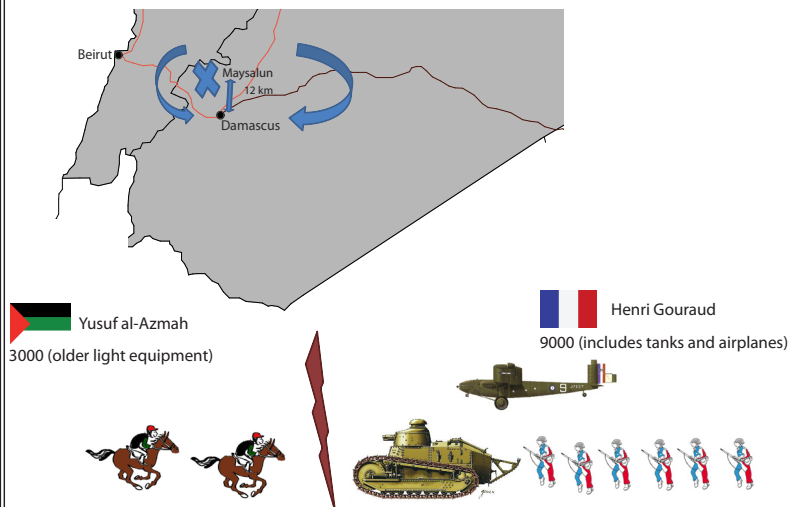 Beirut
Maysalun
12 km
Damascus
Yusuf al-Azmah
3000 (older light equipment)
Henri Gouraud
9000 (includes tanks and airplanes)
9